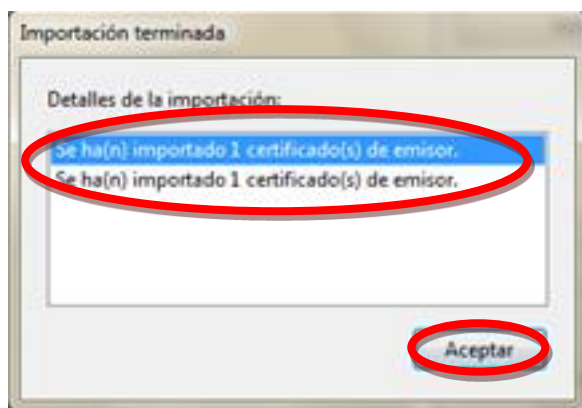 Importación terminada
Detalles de la importación:
Se ha(n) importado 1 certificado(s) de emisor.
Se ha(n) importado 1 certificado(s) de emisor.
Aceptar